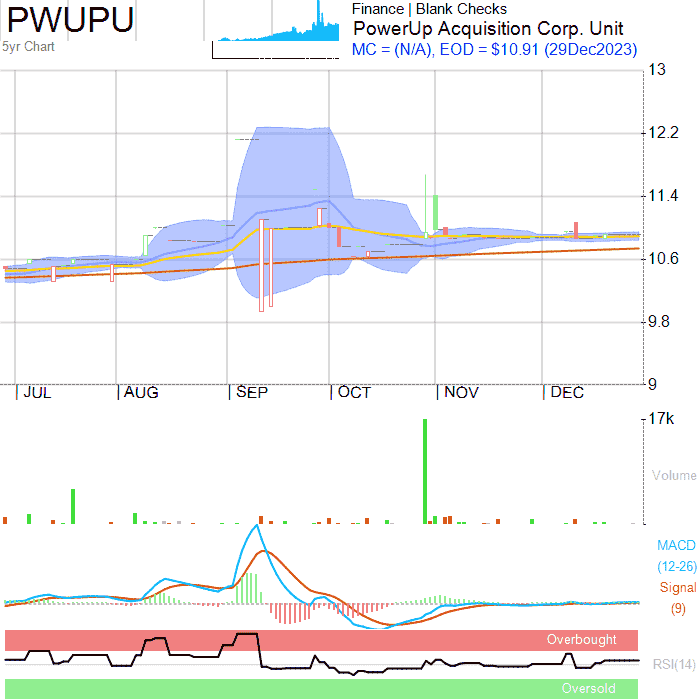 PWUPU
5yr Chart
Finance | Blank Checks
PowerUp Acquisition Corp. Unit
MC = (N/A), EOD = $10.91 (29Dec2023)
13
12.2
11.4
10.6
9.8
9
JUL AUG SEP OCT NOV DEC
17k
Volume
MACD
(12-26)
Signal
(9)
Overbought
RSI(14)
Oversold